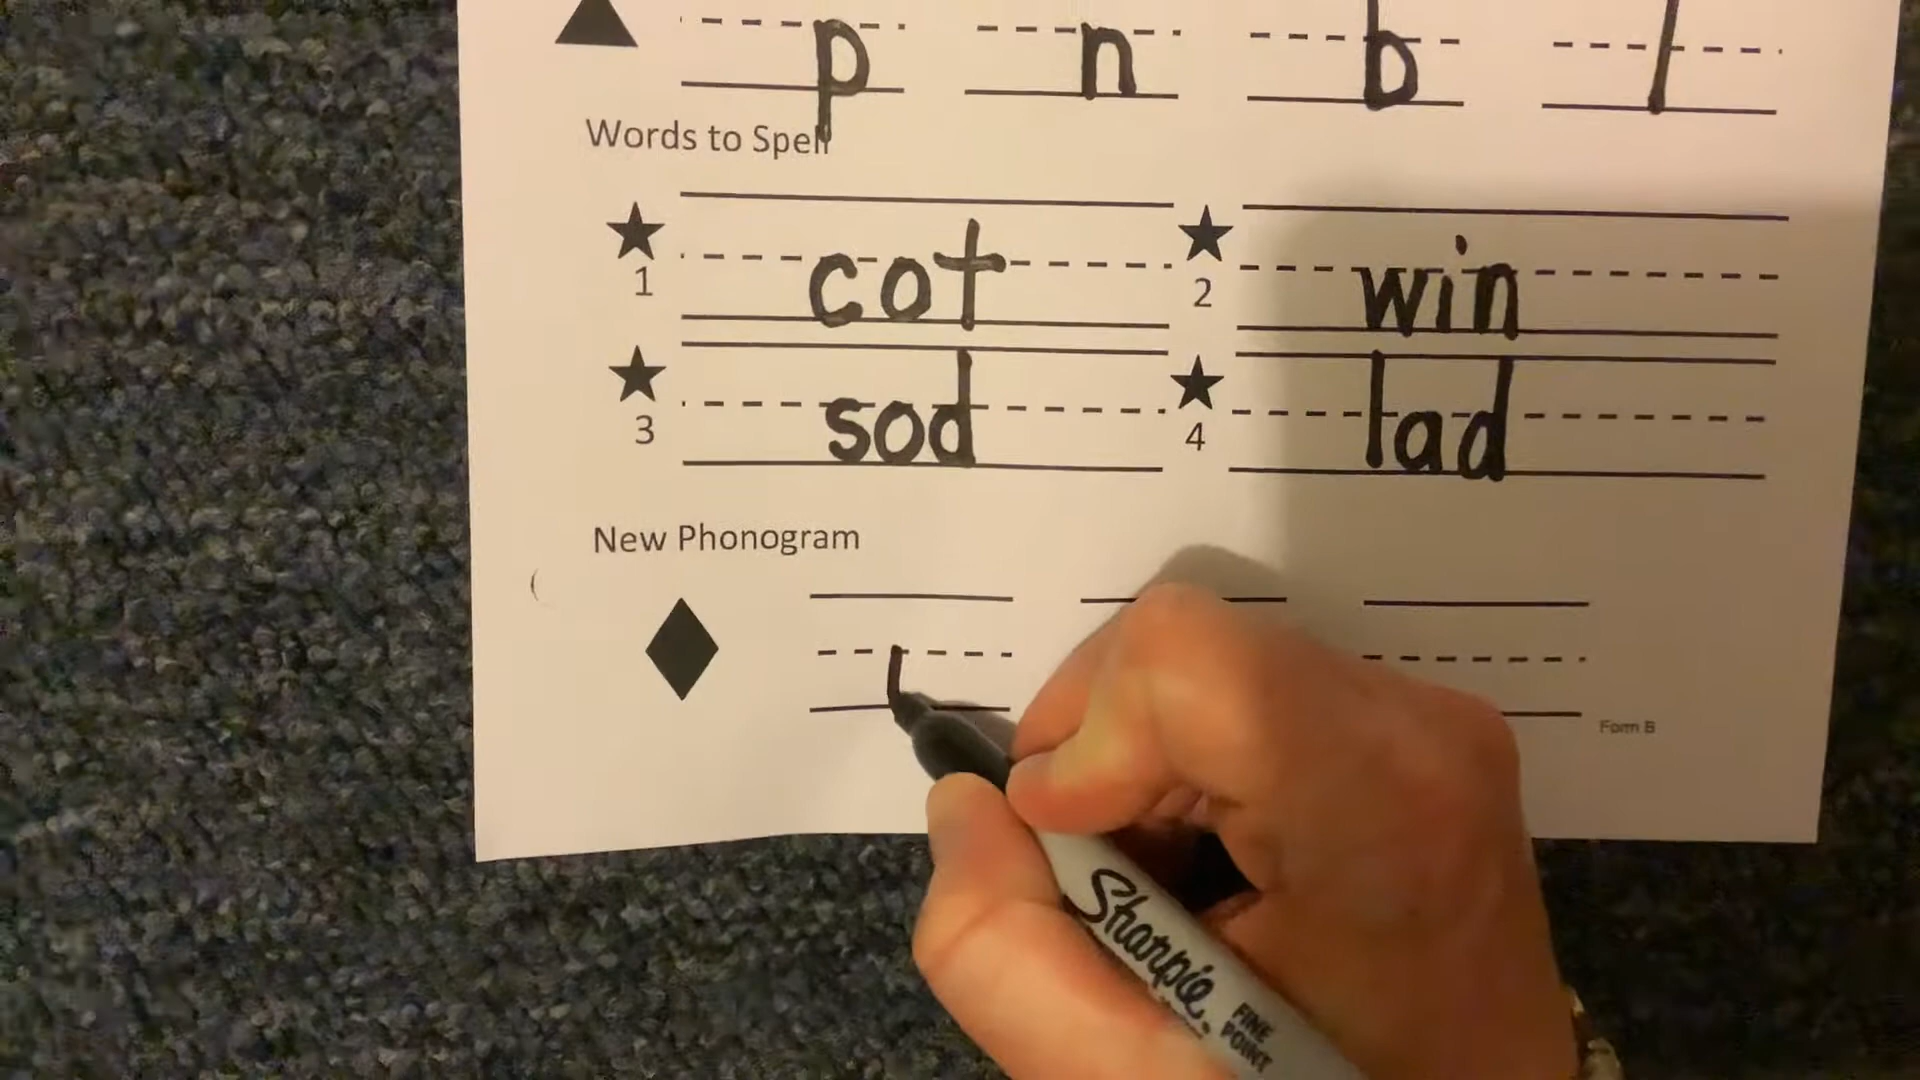 p n b l
Words to Spell
1 cot 2 win
3 sod 4 lad
New Phonogram
Form B
Sharpie.
FINE
POINT